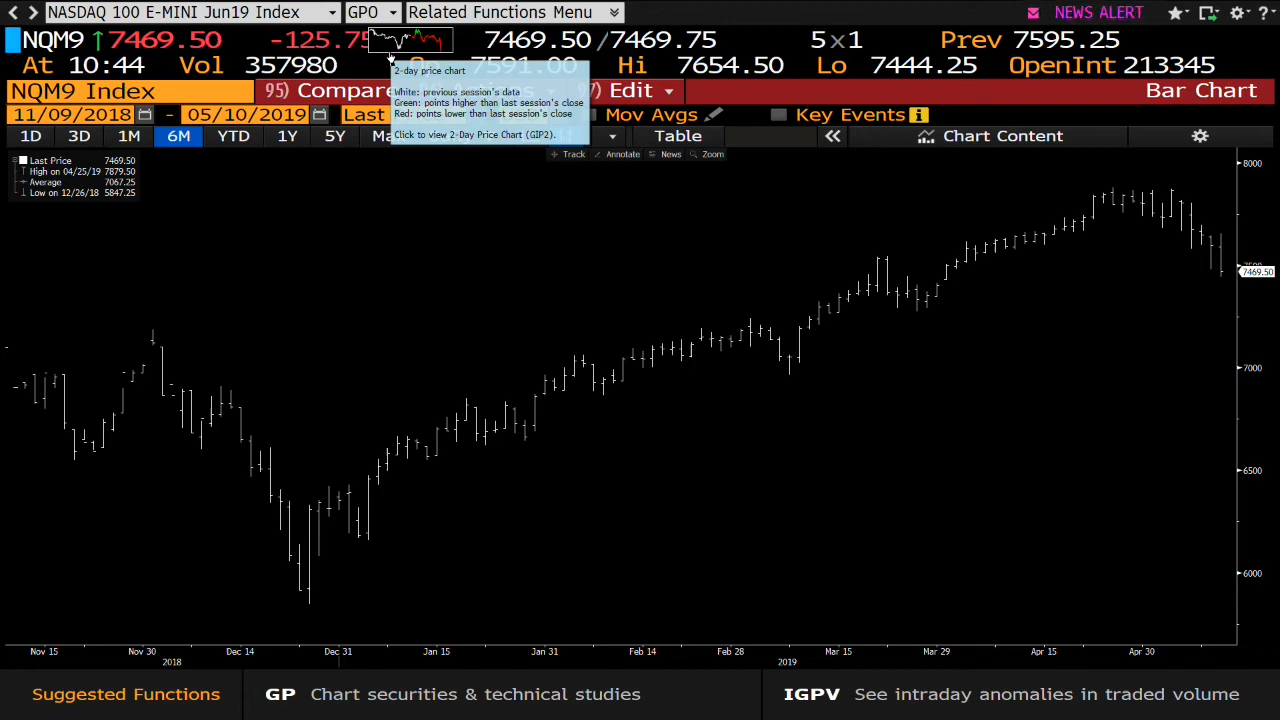 NASDAQ 100 E-MINI Jun19 Index GPO Related Functions Menu NEWS ALERT
NQM9 ↑7469.50 -125.75 7469.50 /7469.75 5×1 Prev 7595.25
At 10:44 Vol 357980 Op 7591.00 Hi 7654.50 Lo 7444.25 OpenInt 213345
NQM9 Index 95) Compare 97) Edit Bar Chart
11/09/2018 - 05/10/2019 Last Mov Avgs Key Events
2-day price chart
White: previous session's data
Green: points higher than last session's close
Red: points lower than last session's close
Click to view 2-Day Price Chart (GIP2).
1D 3D 1M 6M YTD 1Y 5Y Table Chart Content
Track Annotate News Zoom
Last Price 7469.50
High on 04/25/19 7879.50
Average 7067.25
Low on 12/26/18 5847.25
8000
7500
7469.50
7000
6500
6000
Nov 15 Nov 30 Dec 14 Dec 31 Jan 15 Jan 31 Feb 14 Feb 28 Mar 15 Mar 29 Apr 15 Apr 30
2018 2019
Suggested Functions GP Chart securities & technical studies IGPV See intraday anomalies in traded volume